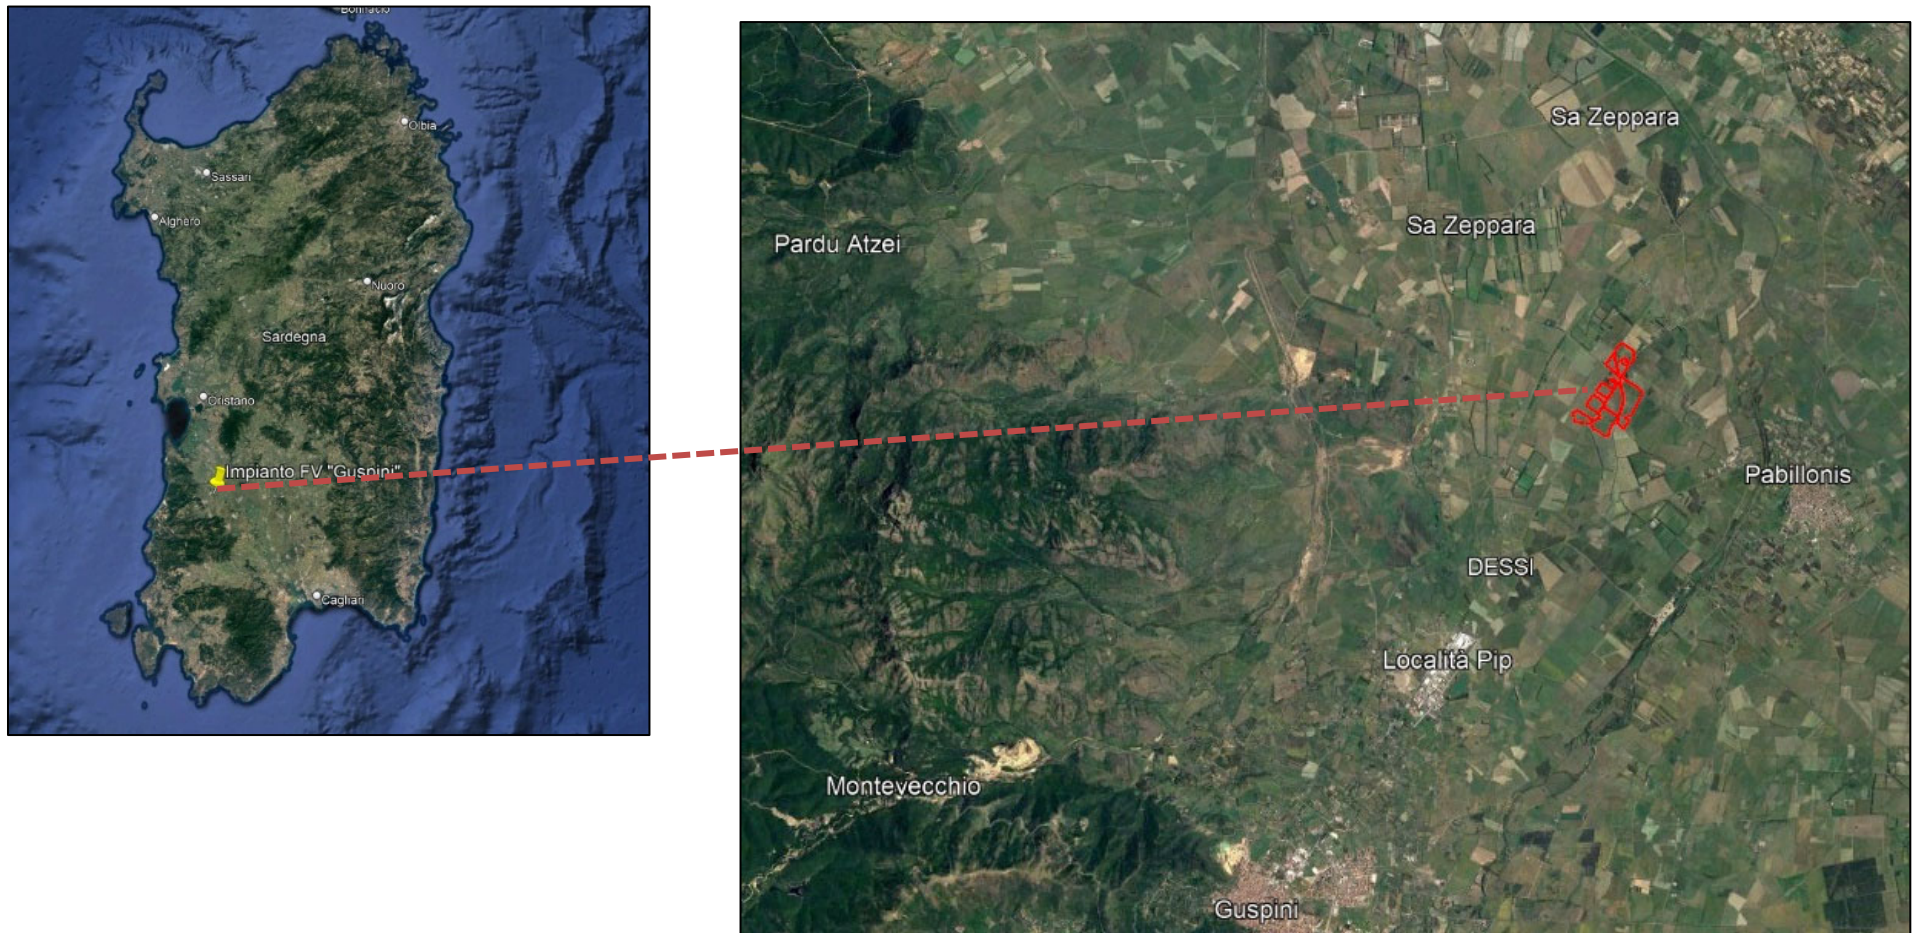 Bonifacio
Olbia
Sassari
Alghero
Nuoro
Sardegna
Oristano
Impianto FV "Guspini"
Cagliari
Sa Zeppara
Sa Zeppara
Pardu Atzei
Pabillonis
DESSI
Località Pip
Montevecchio
Guspini